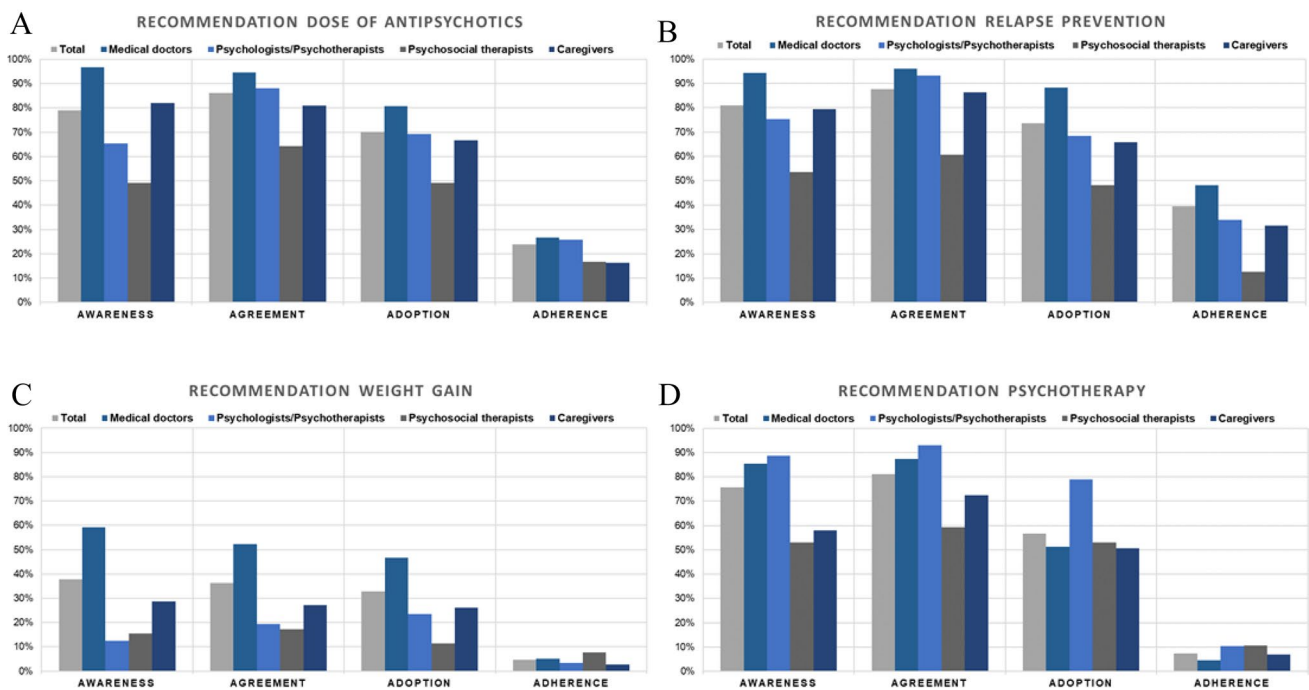 A
RECOMMENDATION DOSE OF ANTIPSYCHOTICS
Total Medical doctors Psychologists/Psychotherapists Psychosocial therapists Caregivers
100%
90%
80%
70%
60%
50%
40%
30%
20%
10%
0%
AWARENESS AGREEMENT ADOPTION ADHERENCE
B
RECOMMENDATION RELAPSE PREVENTION
Total Medical doctors Psychologists/Psychotherapists Psychosocial therapists Caregivers
100%
90%
80%
70%
60%
50%
40%
30%
20%
10%
0%
AWARENESS AGREEMENT ADOPTION ADHERENCE
C
RECOMMENDATION WEIGHT GAIN
Total Medical doctors Psychologists/Psychotherapists Psychosocial therapists Caregivers
100%
90%
80%
70%
60%
50%
40%
30%
20%
10%
0%
AWARENESS AGREEMENT ADOPTION ADHERENCE
D
RECOMMENDATION PSYCHOTHERAPY
Total Medical doctors Psychologists/Psychotherapists Psychosocial therapists Caregivers
100%
90%
80%
70%
60%
50%
40%
30%
20%
10%
0%
AWARENESS AGREEMENT ADOPTION ADHERENCE